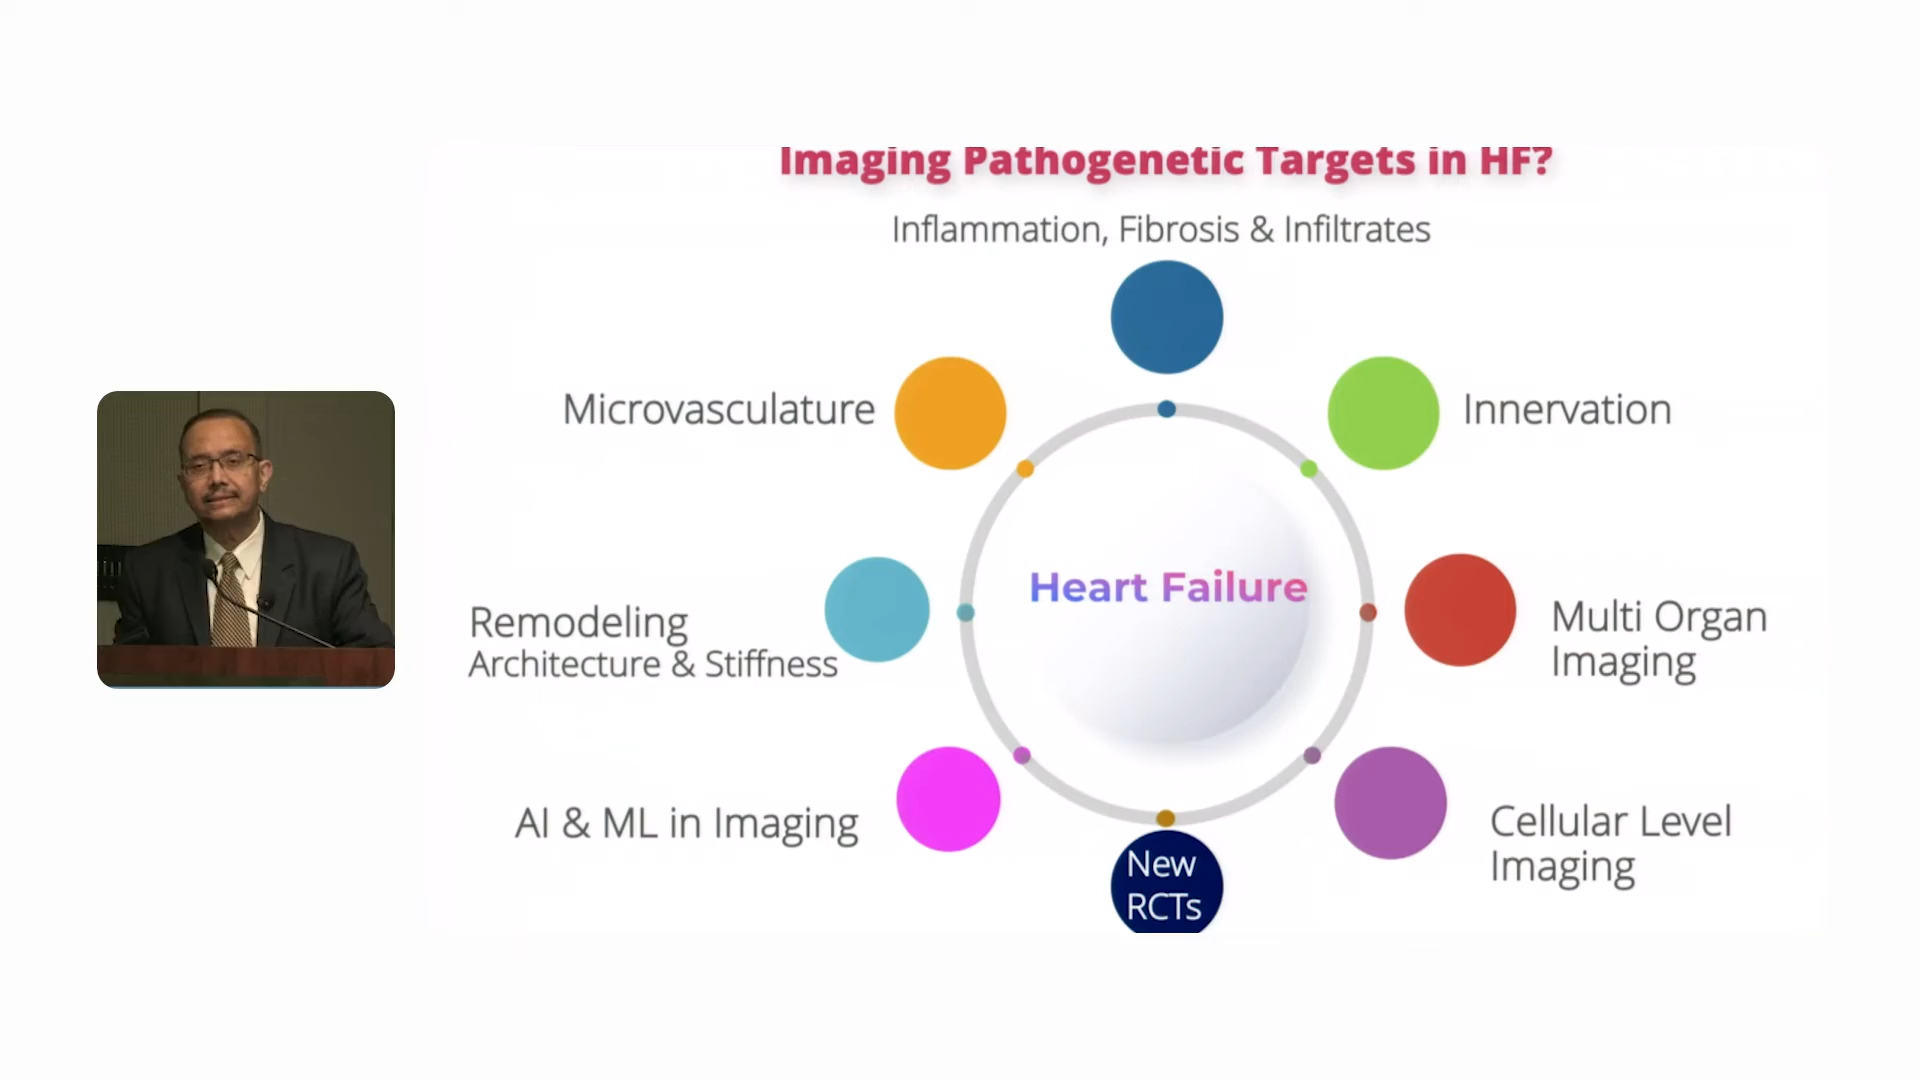 Imaging Pathogenetic Targets in HF?
Inflammation, Fibrosis & Infiltrates
Microvasculature
Innervation
Heart Failure
Remodeling
Architecture & Stiffness
Multi Organ
Imaging
AI & ML in Imaging
Cellular Level
Imaging
New
RCTs